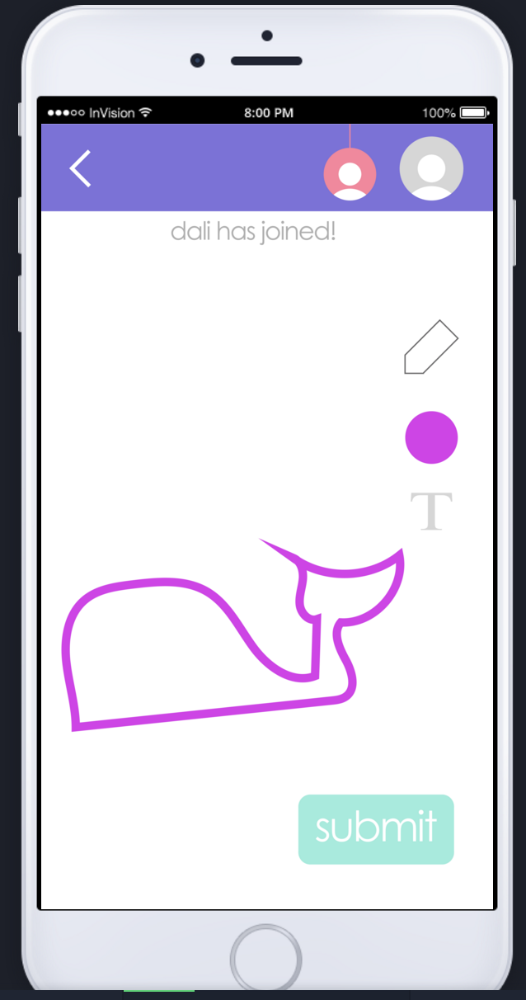 ●●●○○ InVision 8:00 PM 100%
dali has joined!
T
submit